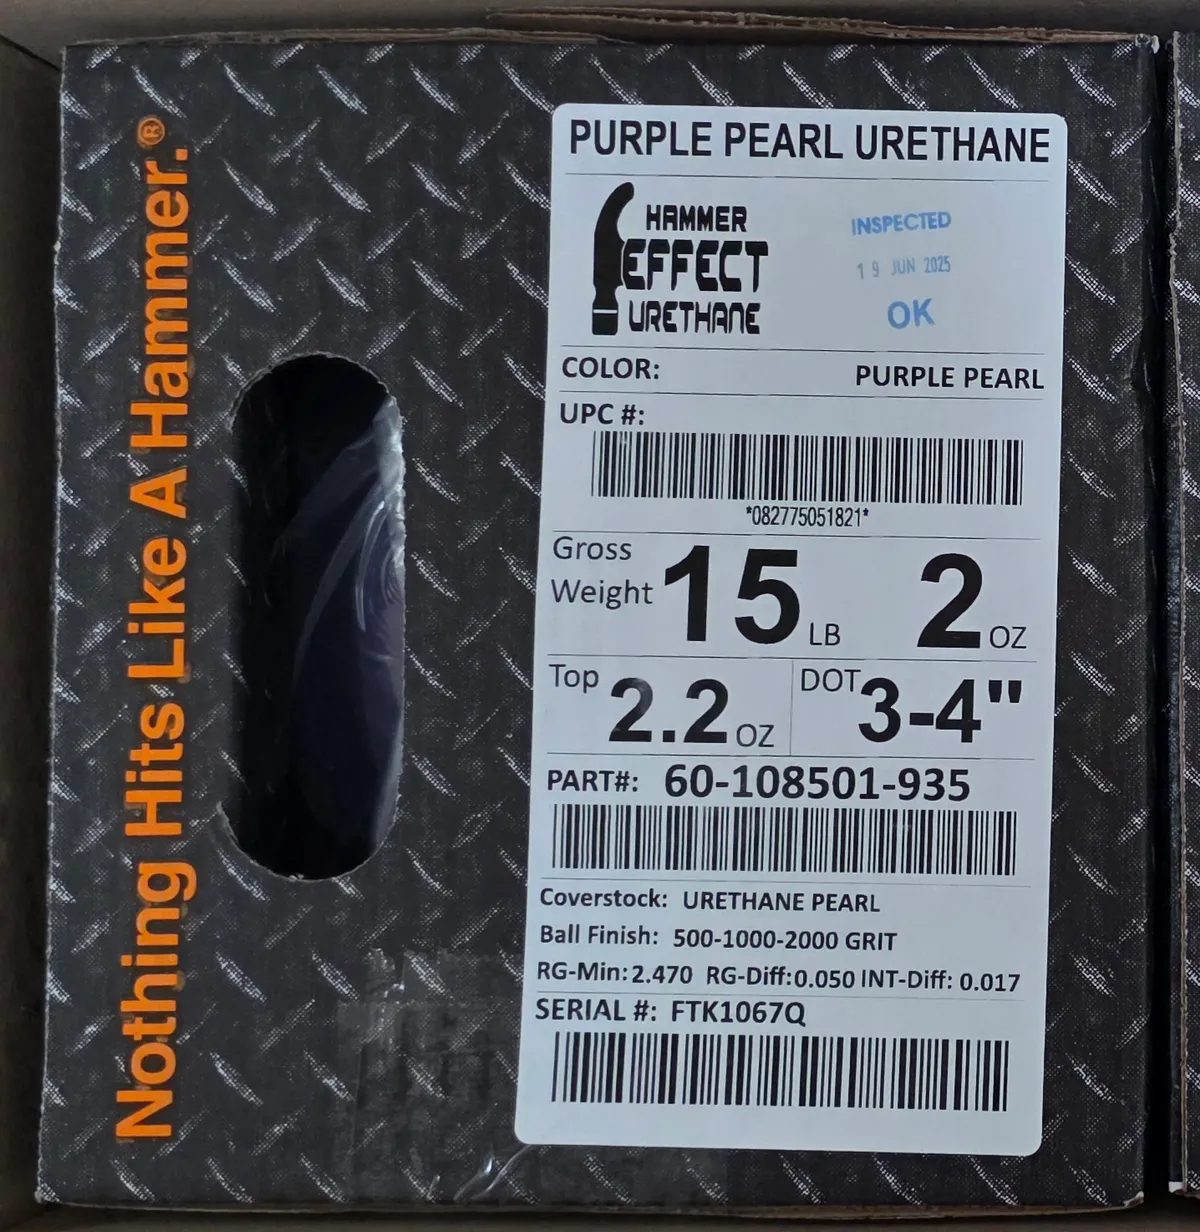 Nothing Hits Like A Hammer.®
PURPLE PEARL URETHANE
HAMMER
EFFECT
URETHANE
INSPECTED
19 JUN 2025
OK
COLOR: PURPLE PEARL
UPC #:
*082775051821*
Gross Weight 15 LB 2 OZ
Top 2.2 OZ DOT 3-4"
PART#: 60-108501-935
Coverstock: URETHANE PEARL
Ball Finish: 500-1000-2000 GRIT
RG-Min: 2.470 RG-Diff: 0.050 INT-Diff: 0.017
SERIAL #: FTK1067Q